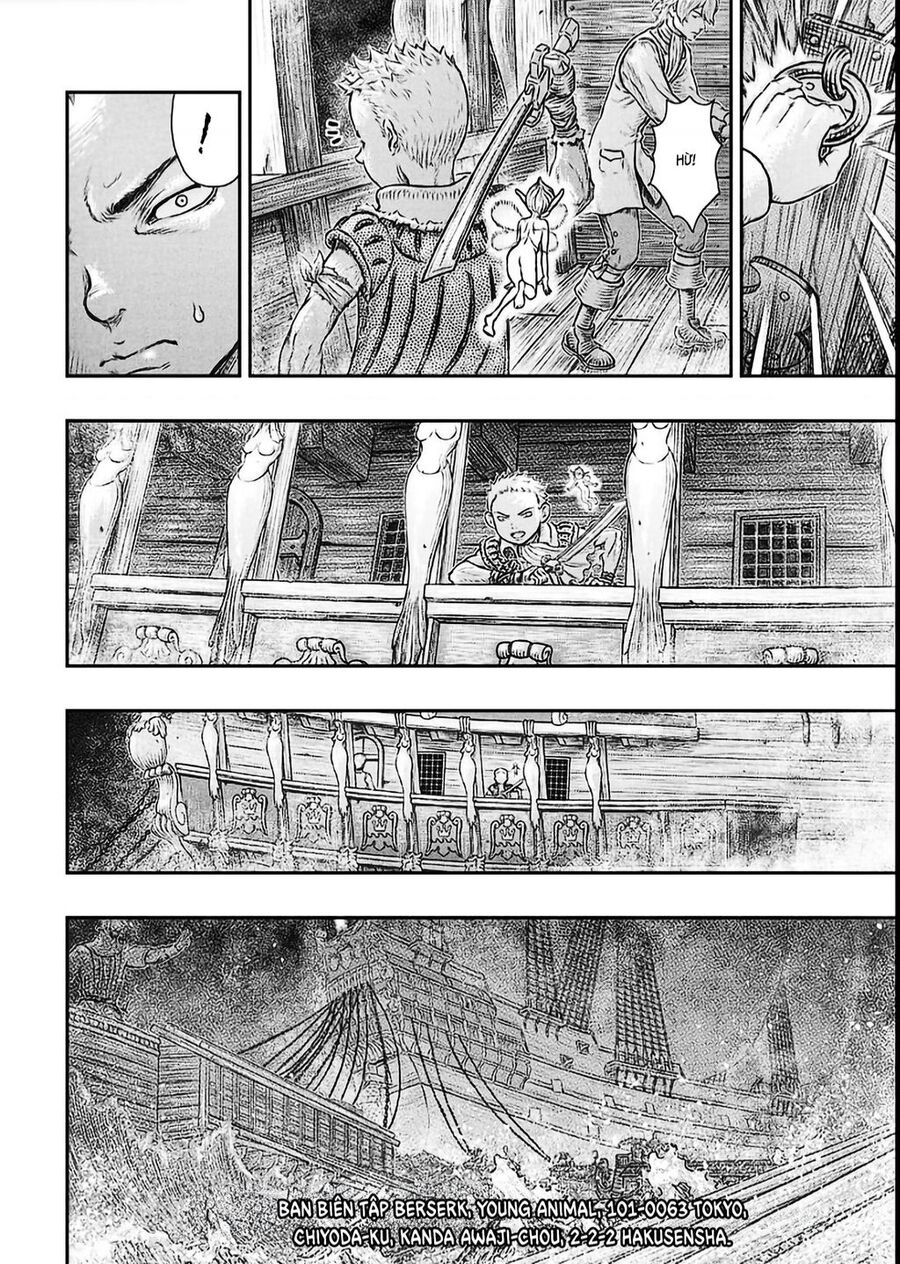 HỪ!
!
BAN BIÊN TẬP BERSERK, YOUNG ANIMAL, 101-0063 TOKYO,
CHIYODA-KU, KANDA AWAJI-CHOU, 2-2-2 HAKUSENSHA.